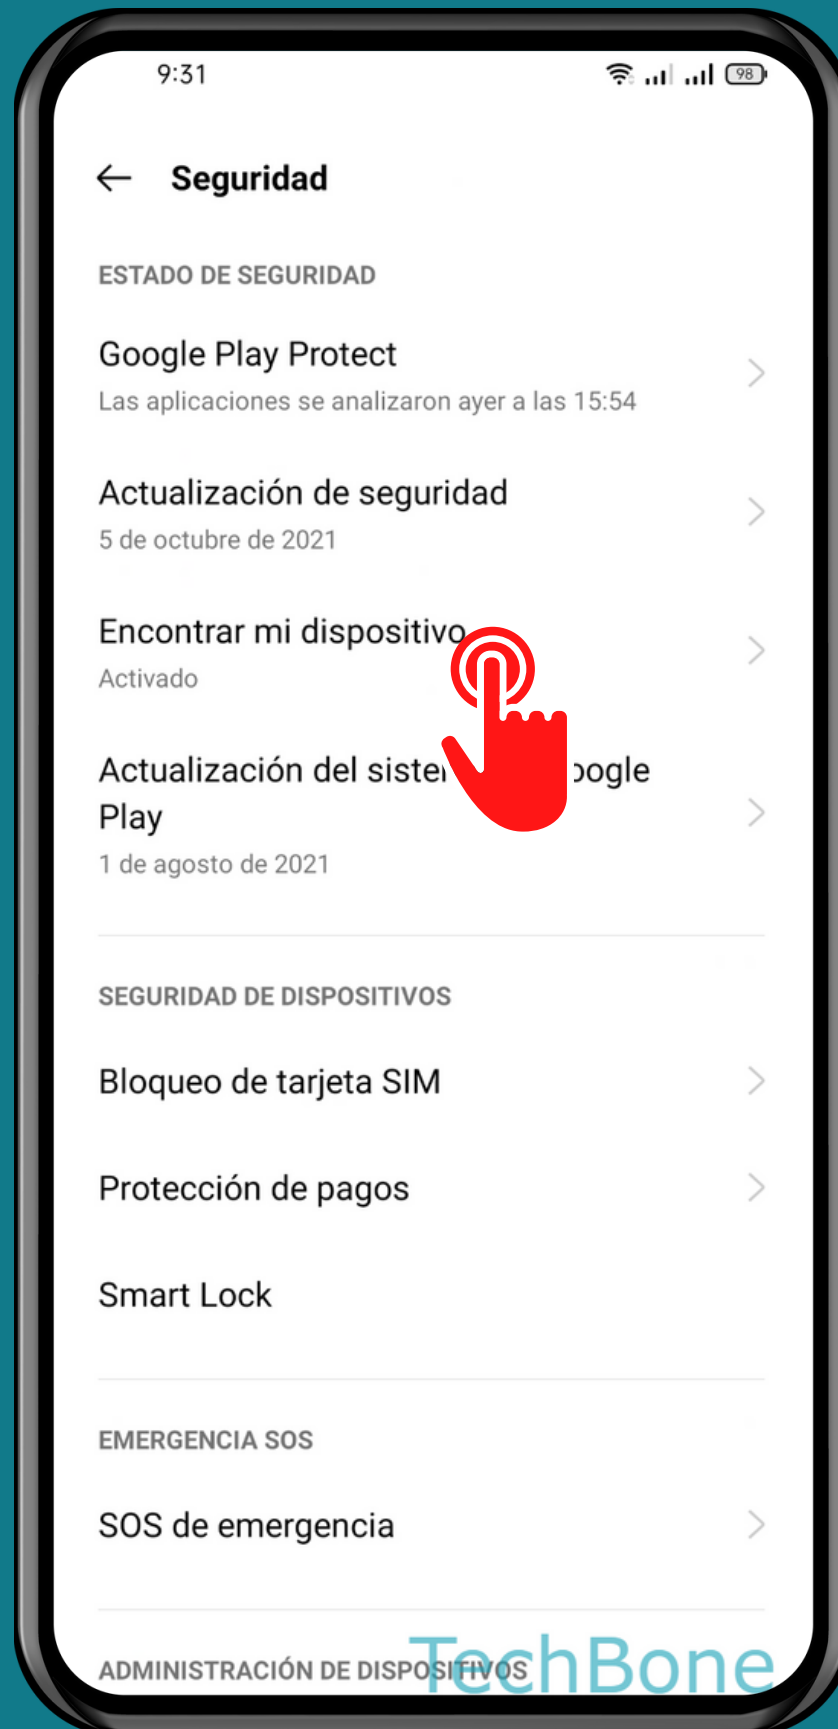 9:31
98
Seguridad
ESTADO DE SEGURIDAD
Google Play Protect
Las aplicaciones se analizaron ayer a las 15:54
Actualización de seguridad
5 de octubre de 2021
Encontrar mi dispositivo
Activado
Actualización del
Play
1 de agosto de 2021
SEGURIDAD DE DISPOSITIVOS
Bloqueo de tarjeta SIM
Protección de pagos
Smart Lock
EMERGENCIA SOS
SOS de emergencia
ADMINISTRACIÓN DE DISPOSITIVOS
TechBone